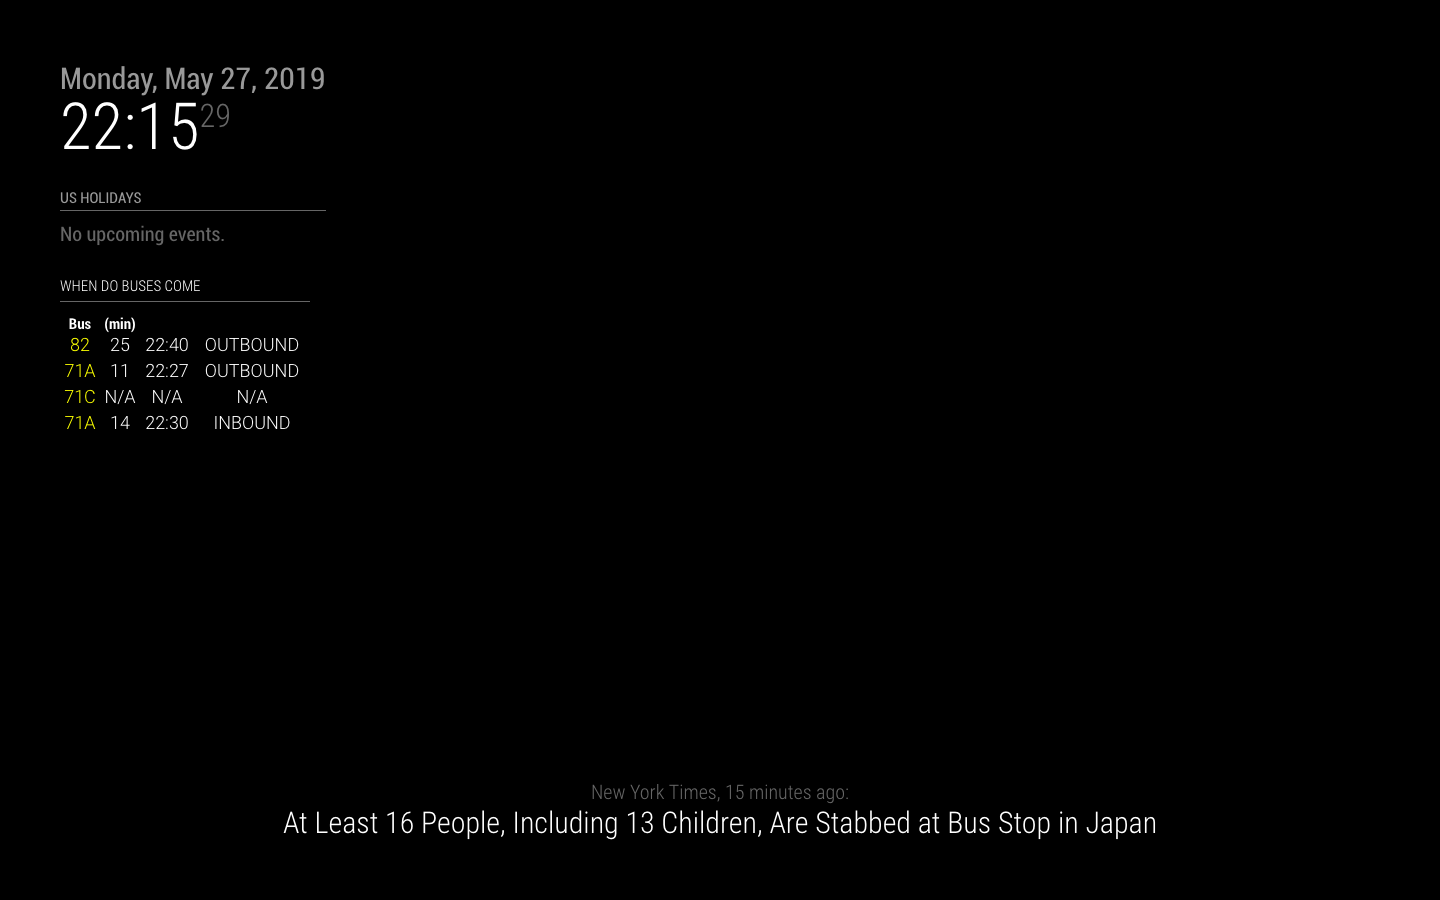 Monday, May 27, 2019
22:15 29
US HOLIDAYS
No upcoming events.
WHEN DO BUSES COME
Bus (min)
82 25 22:40 OUTBOUND
71A 11 22:27 OUTBOUND
71C N/A N/A N/A
71A 14 22:30 INBOUND
New York Times, 15 minutes ago:
At Least 16 People, Including 13 Children, Are Stabbed at Bus Stop in Japan